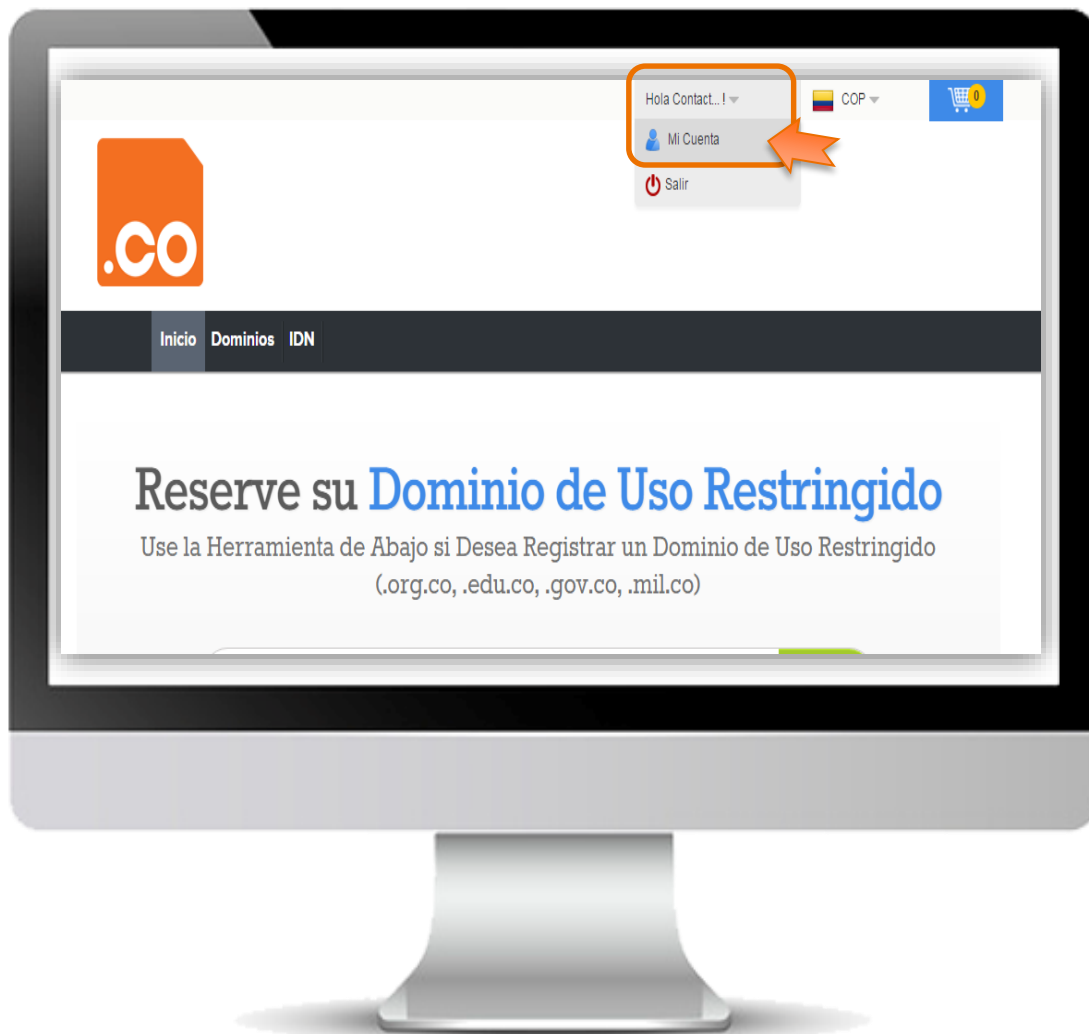 Hola Contact... !
COP
0
Mi Cuenta
Salir
.co
Inicio Dominios IDN
Reserve su Dominio de Uso Restringido
Use la Herramienta de Abajo si Desea Registrar un Dominio de Uso Restringido
(.org.co, .edu.co, .gov.co, .mil.co)